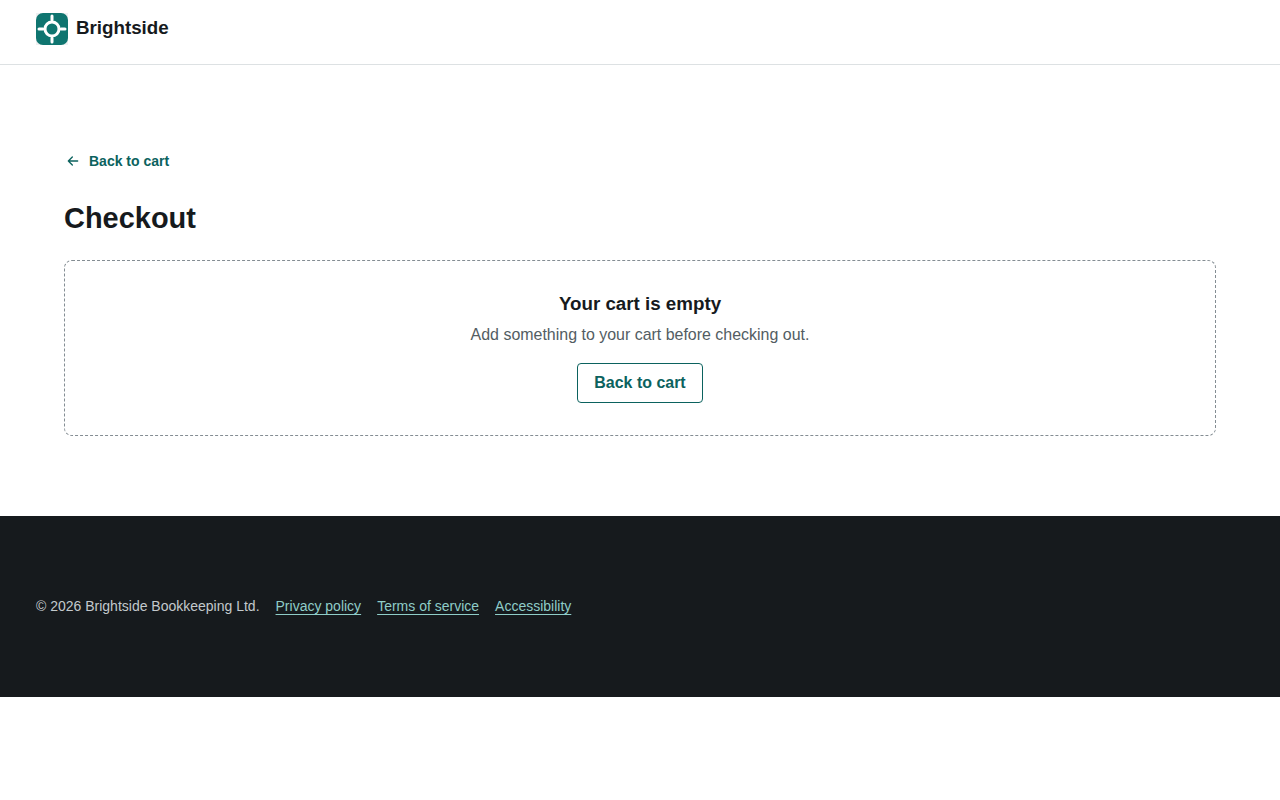 Brightside
Back to cart
Checkout
Your cart is empty
Add something to your cart before checking out.
Back to cart
© 2026 Brightside Bookkeeping Ltd. Privacy policy Terms of service Accessibility